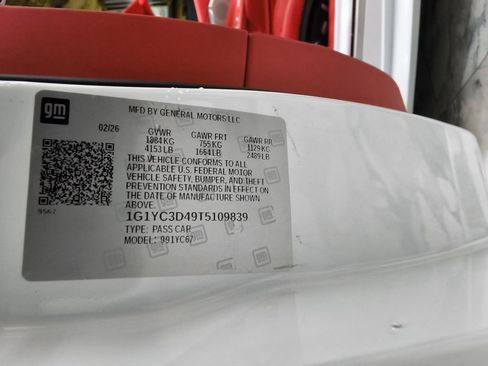 gm
MFD BY GENERAL MOTORS LLC
02/26 GVWR GAWR FRT GAWR RR
1884KG 755KG 1129KG
4153LB 1664LB 2489LB
THIS VEHICLE CONFORMS TO ALL
APPLICABLE U.S. FEDERAL MOTOR
VEHICLE SAFETY, BUMPER, AND THEFT
PREVENTION STANDARDS IN EFFECT ON
THE DATE OF MANUFACTURE SHOWN
ABOVE.
9567
1G1YC3D49T5109839
TYPE: PASS CAR
MODEL: 991YC67